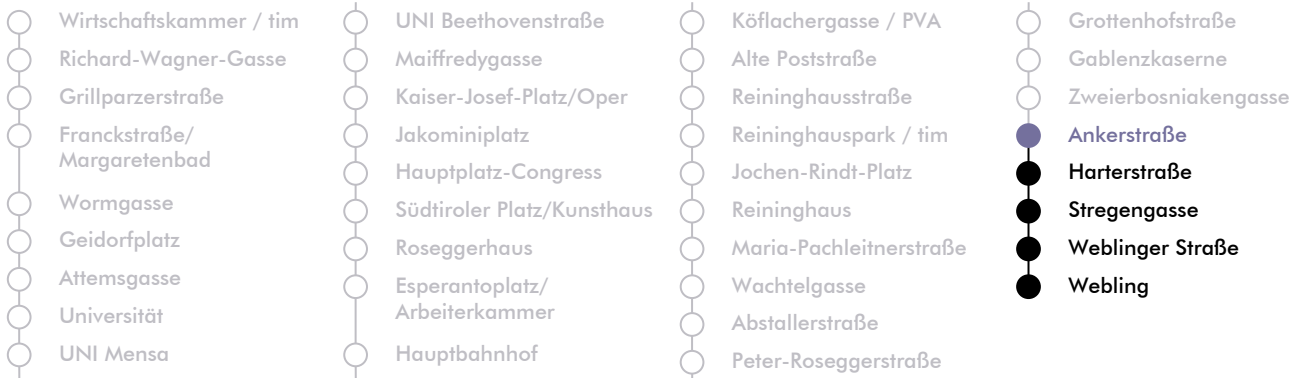 Wirtschaftskammer / tim
Richard-Wagner-Gasse
Grillparzerstraße
Franckstraße/
Margaretenbad
Wormgasse
Geidorfplatz
Attemsgasse
Universität
UNI Mensa
UNI Beethovenstraße
Maiffredygasse
Kaiser-Josef-Platz/Oper
Jakominiplatz
Hauptplatz-Congress
Südtiroler Platz/Kunsthaus
Roseggerhaus
Esperantoplatz/
Arbeiterkammer
Hauptbahnhof
Köflachergasse / PVA
Alte Poststraße
Reininghausstraße
Reininghauspark / tim
Jochen-Rindt-Platz
Reininghaus
Maria-Pachleitnerstraße
Wachtelgasse
Abstallerstraße
Peter-Roseggerstraße
Grottenhofstraße
Gablenzkaserne
Zweierbosniakengasse
Ankerstraße
Harterstraße
Stregengasse
Weblinger Straße
Webling